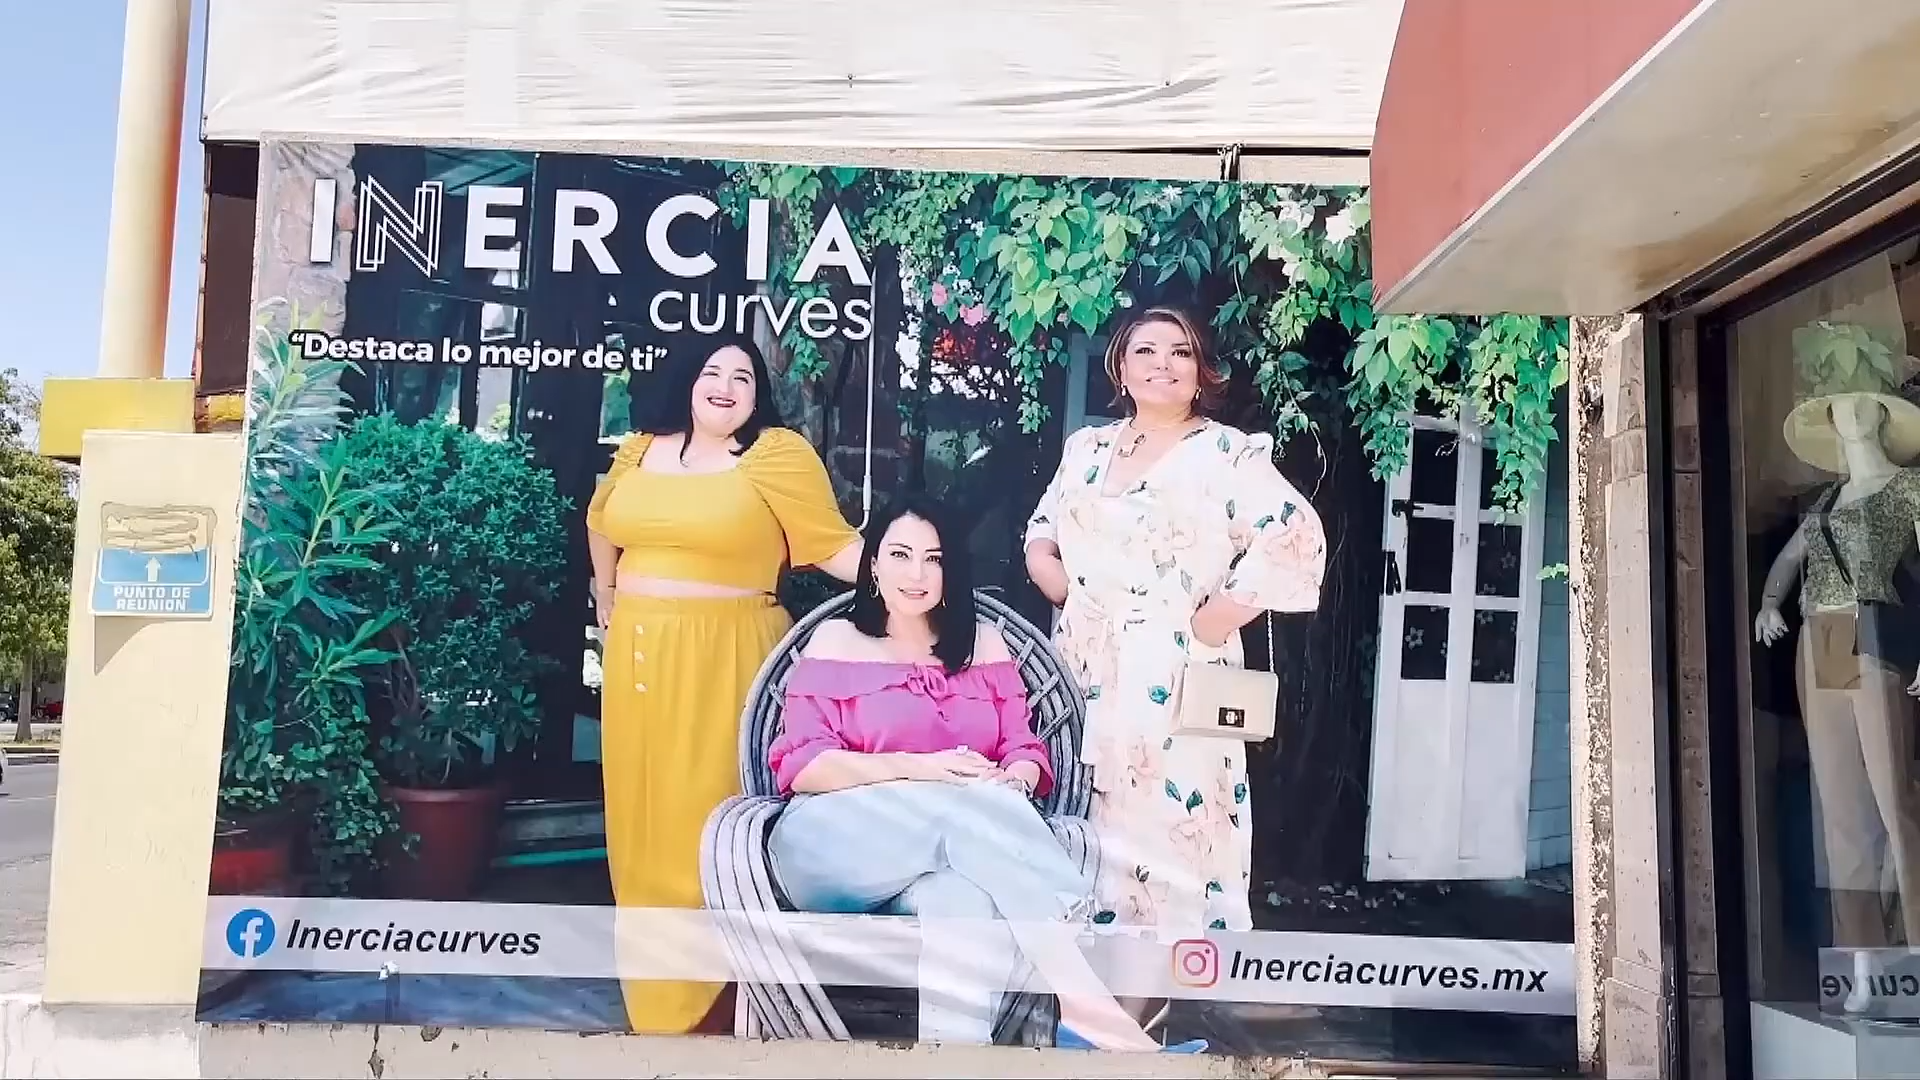 INERCIA
curves
“Destaca lo mejor de ti”
PUNTO DE
REUNION
Inerciacurves
Inerciacurves.mx